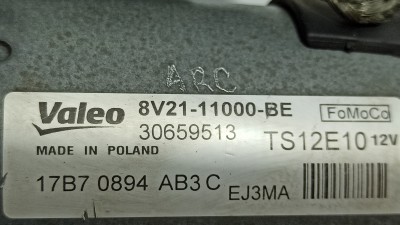 ARC
Valeo 8V21-11000-BE FoMoCo
30659513 TS12E10 12V
MADE IN POLAND
17B7 0894 AB3 C EJ3MA